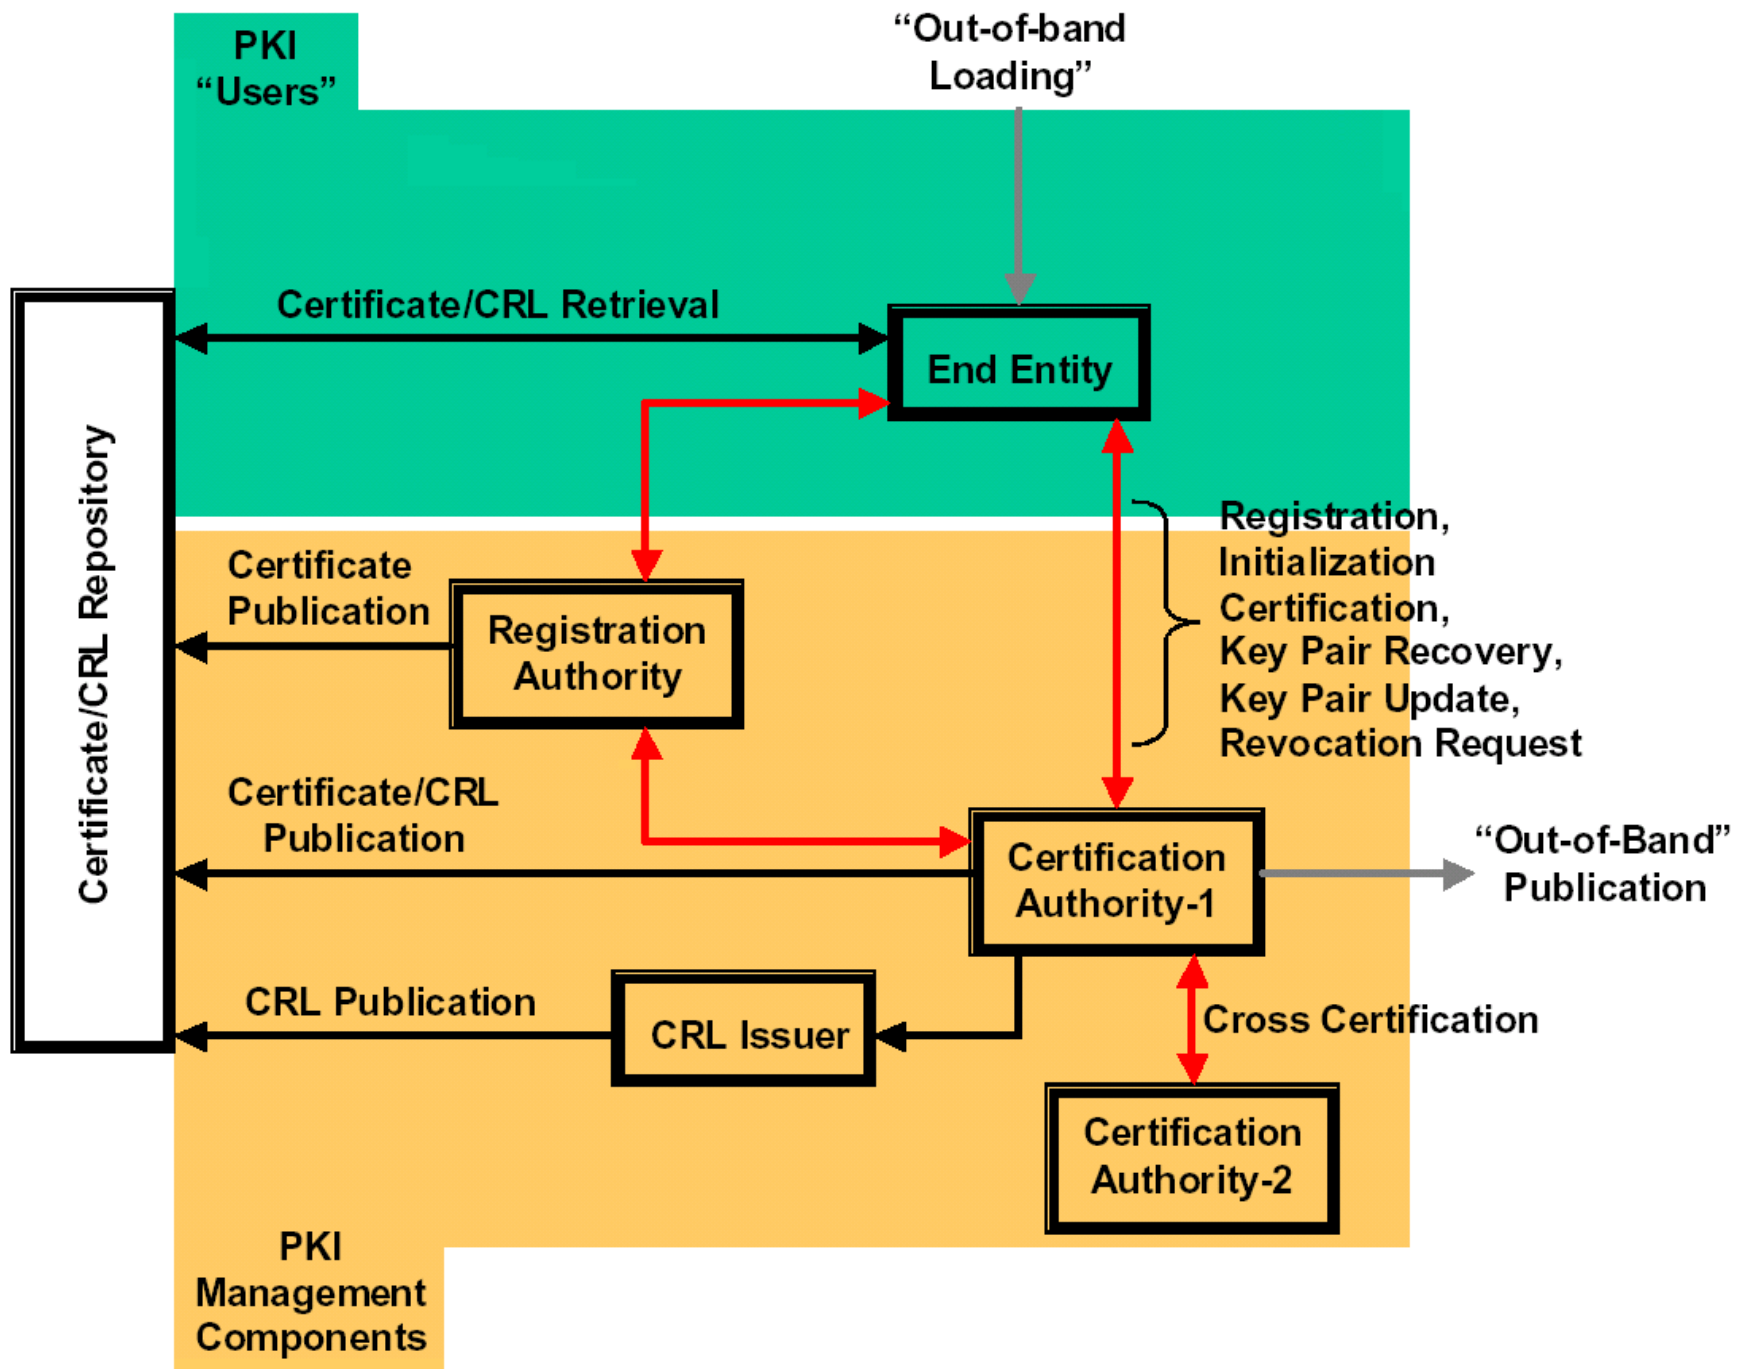 PKI
“Users”
“Out-of-band
Loading”
Certificate/CRL Retrieval
End Entity
Certificate/CRL Repository
Registration,
Initialization
Certification,
Key Pair Recovery,
Key Pair Update,
Revocation Request
Certificate
Publication
Registration
Authority
Certificate/CRL
Publication
Certification
Authority-1
“Out-of-Band”
Publication
CRL Publication
CRL Issuer
Cross Certification
Certification
Authority-2
PKI
Management
Components